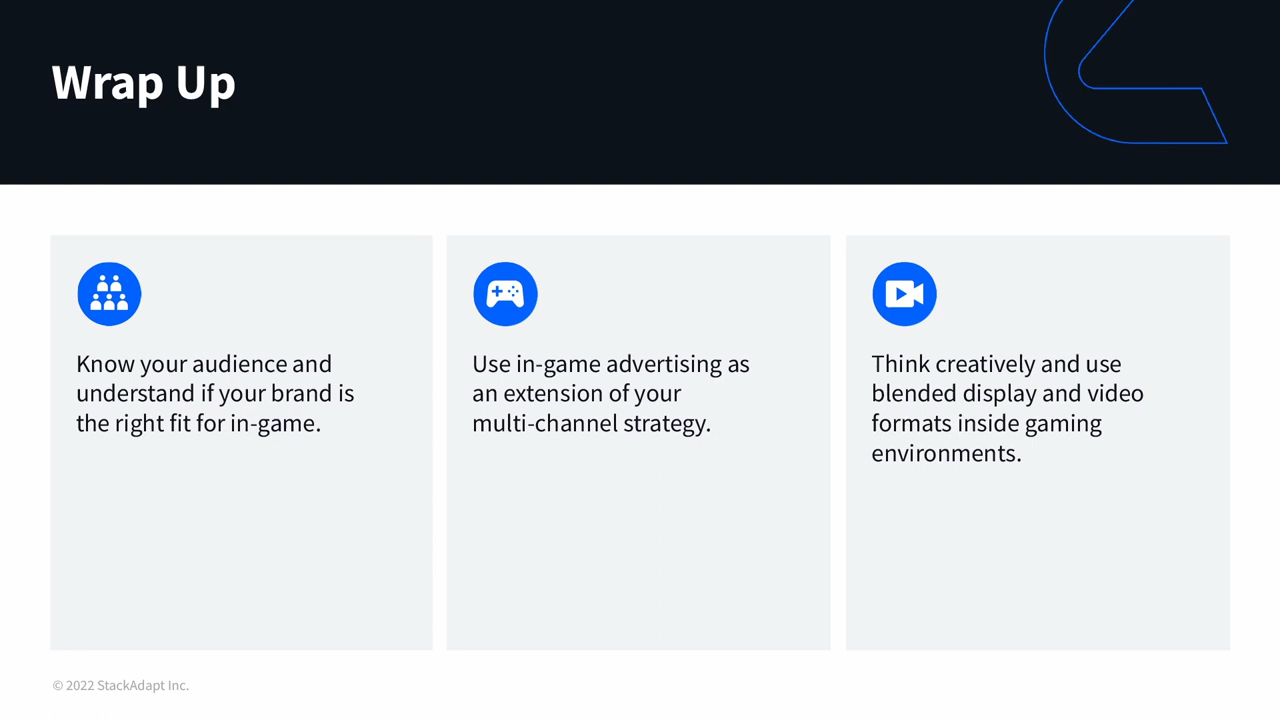 Wrap Up
Know your audience and
understand if your brand is
the right fit for in-game.
Use in-game advertising as
an extension of your
multi-channel strategy.
Think creatively and use
blended display and video
formats inside gaming
environments.
© 2022 StackAdapt Inc.